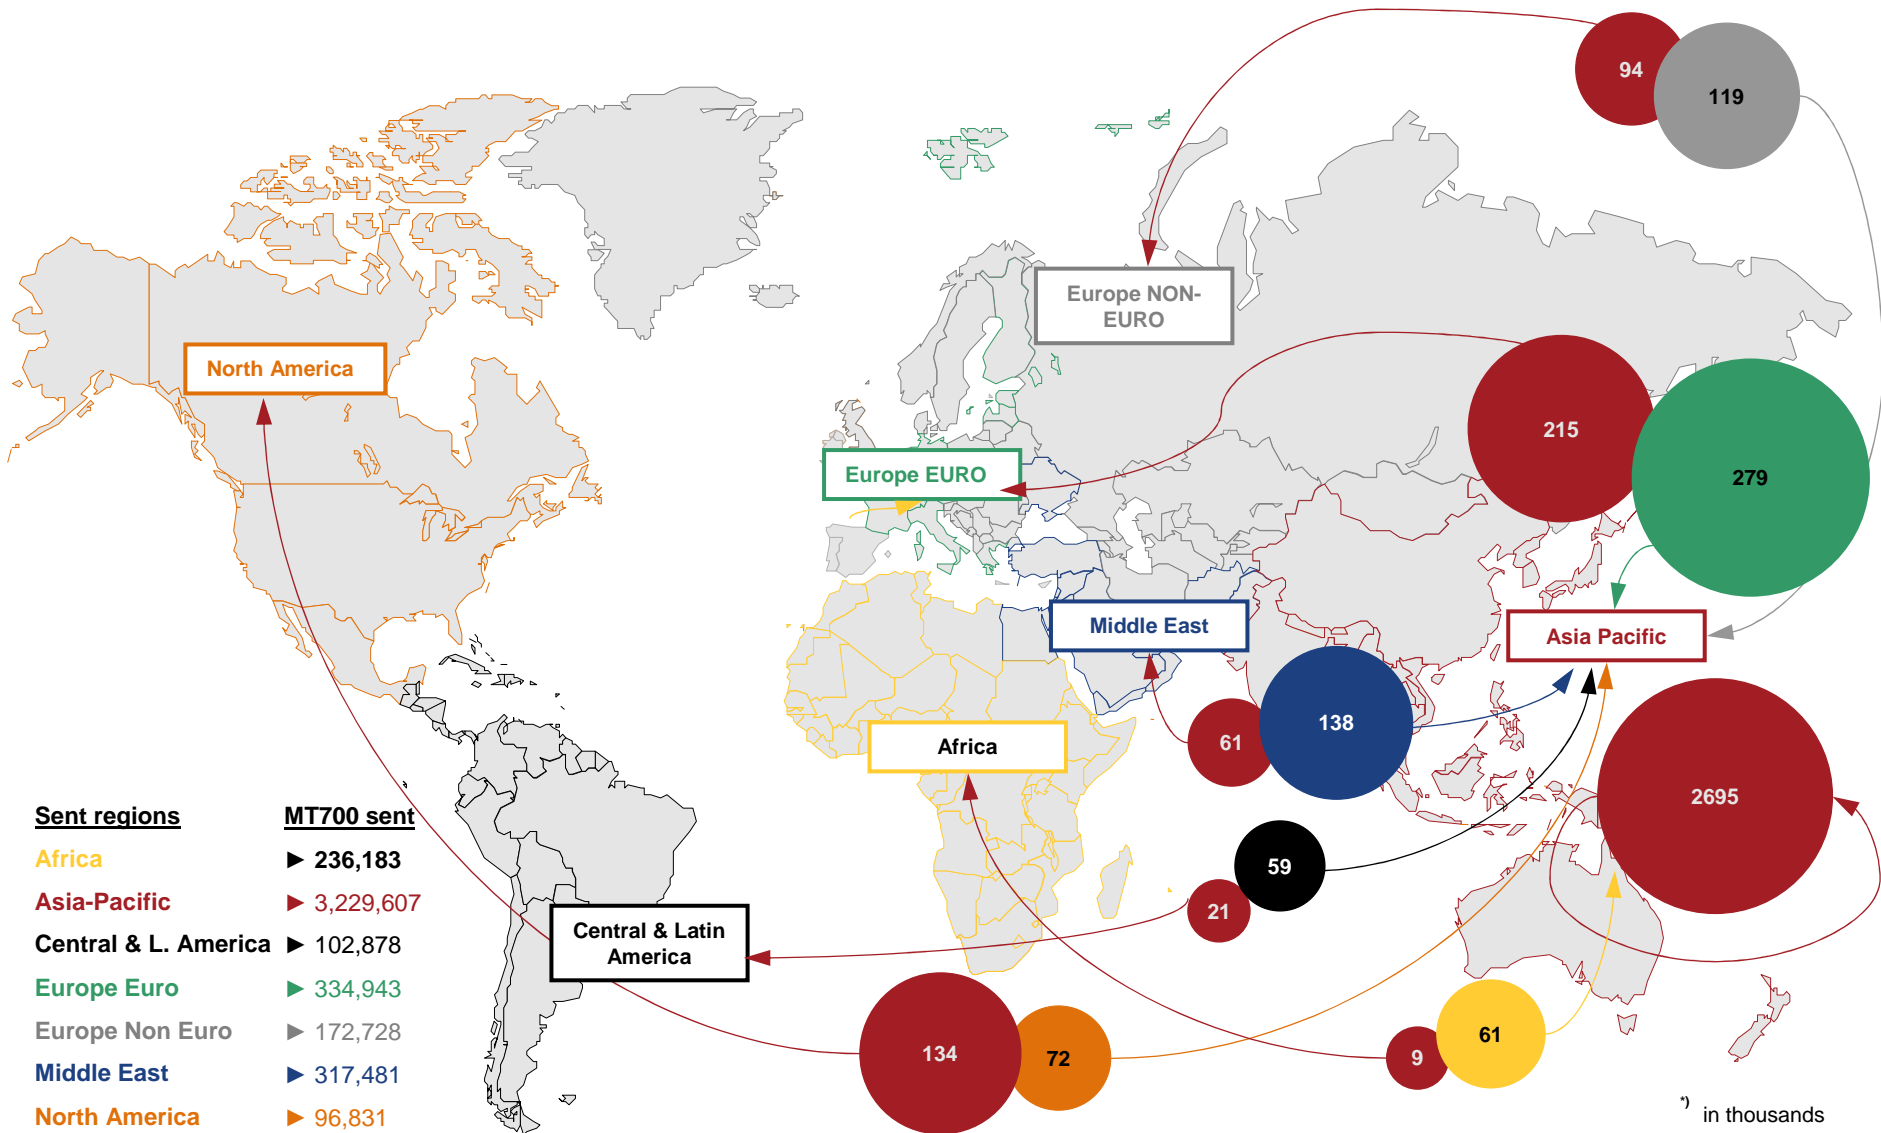 94
119
Europe NON-
EURO
North America
215
279
Europe EURO
Middle East
Asia Pacific
61
138
Africa
2695
59
21
Central & Latin
America
134
72
9
61
Sent regions MT700 sent
Africa ► 236,183
Asia-Pacific ► 3,229,607
Central & L. America ► 102,878
Europe Euro ► 334,943
Europe Non Euro ► 172,728
Middle East ► 317,481
North America ► 96,831
*) in thousands